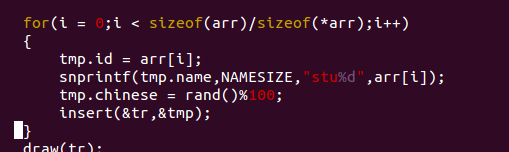 for(i = 0;i < sizeof(arr)/sizeof(*arr);i++)
{
tmp.id = arr[i];
snprintf(tmp.name,NAMESIZE,"stu%d",arr[i]);
tmp.chinese = rand()%100;
insert(&tr,&tmp);
}
draw(tr);